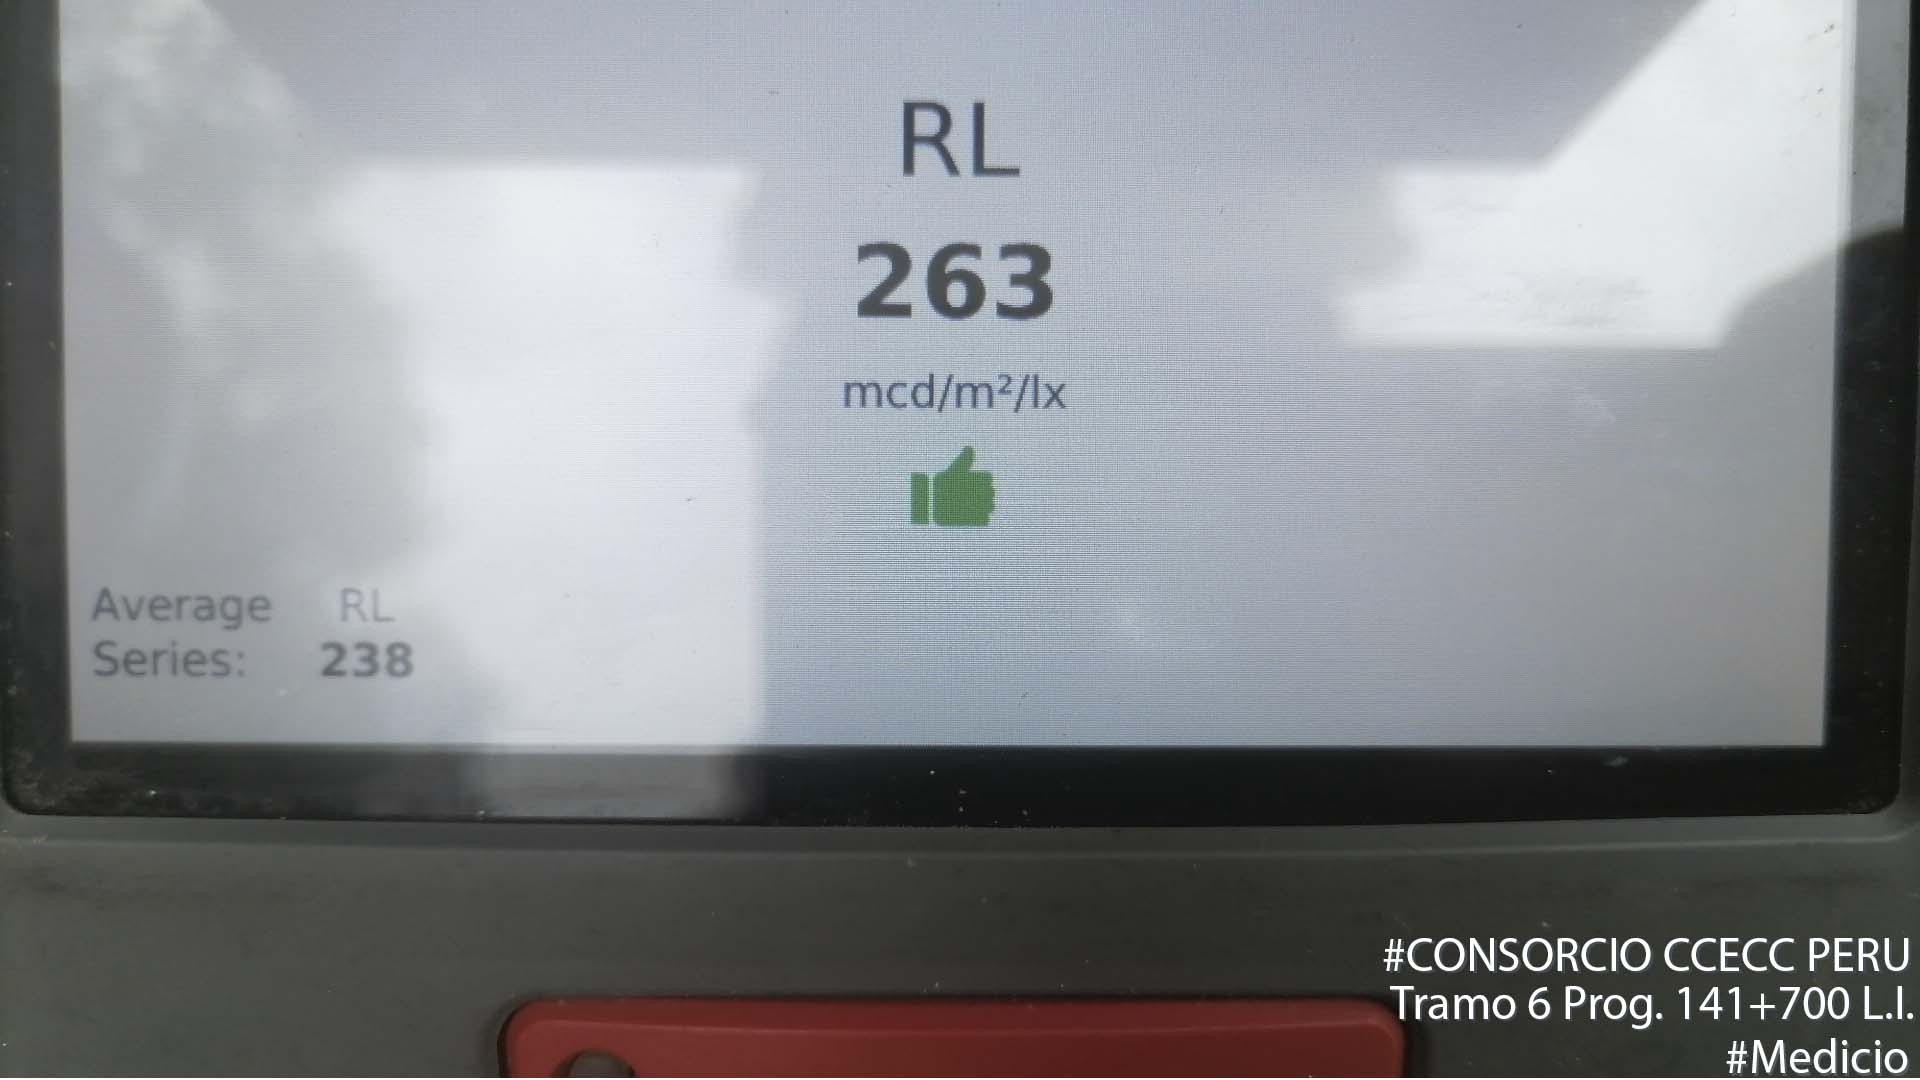 RL
263
mcd/m²/lx
Average RL
Series: 238
#CONSORCIO CCECC PERU
Tramo 6 Prog. 141+700 L.I.
#Medicio